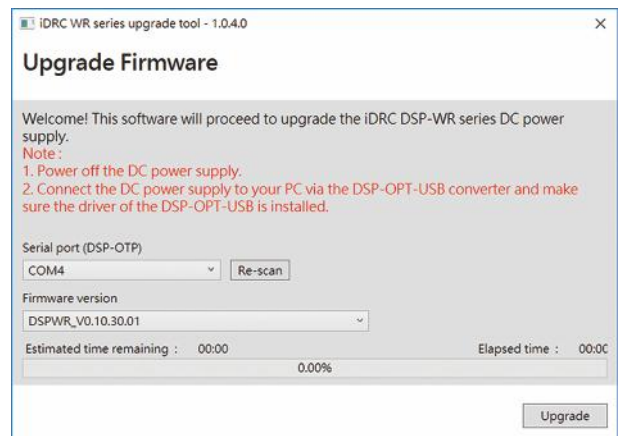 iDRC WR series upgrade tool - 1.0.4.0
Upgrade Firmware
Welcome! This software will proceed to upgrade the iDRC DSP-WR series DC power
supply.
Note :
1. Power off the DC power supply.
2. Connect the DC power supply to your PC via the DSP-OPT-USB converter and make
sure the driver of the DSP-OPT-USB is installed.
Serial port (DSP-OTP)
COM4 Re-scan
Firmware version
DSPWR_V0.10.30.01
Estimated time remaining : 00:00 Elapsed time : 00:0C
0.00%
Upgrade